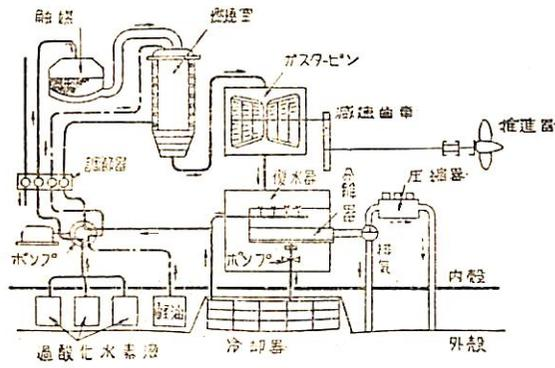 触媒
燃焼室
ガスタービン
減速歯車
推進器
調節器
復水器
分離器
圧縮器
ポンプ
ポンプ
排気
内殻
軽油
過酸化水素液
冷却器
外殻